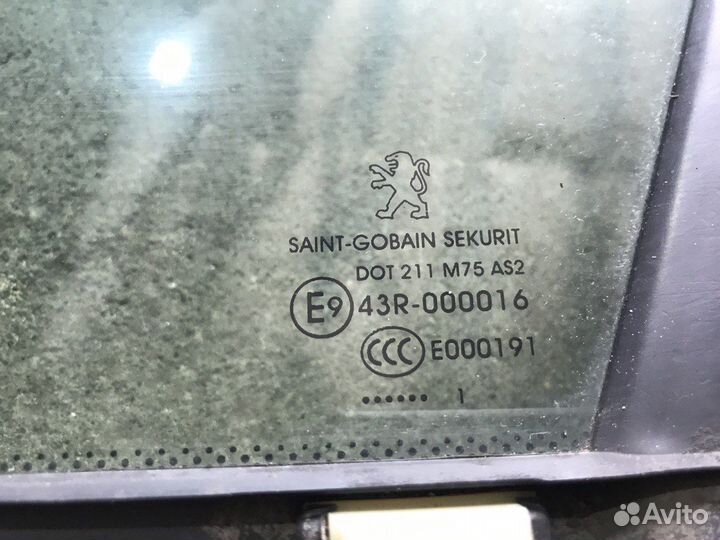 SAINT-GOBAIN SEKURIT
DOT 211 M75 AS2
E9 43R-000016
CCC E000191
•••••• 1
Avito